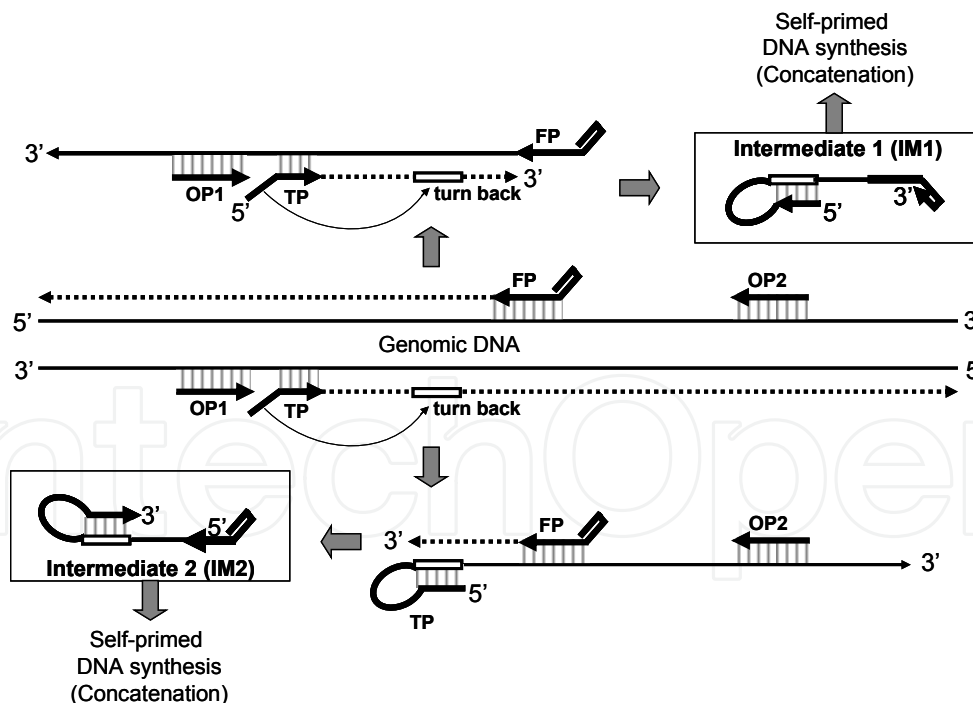 Self-primed
DNA synthesis
(Concatenation)
FP
3’
OP1
TP
3’
5’
turn back
Intermediate 1 (IM1)
5’
3’
FP
OP2
5’
3’
Genomic DNA
3’
5’
OP1
TP
turn back
3’
5’
Intermediate 2 (IM2)
3’
FP
OP2
3’
5’
TP
Self-primed
DNA synthesis
(Concatenation)
ntechOpen